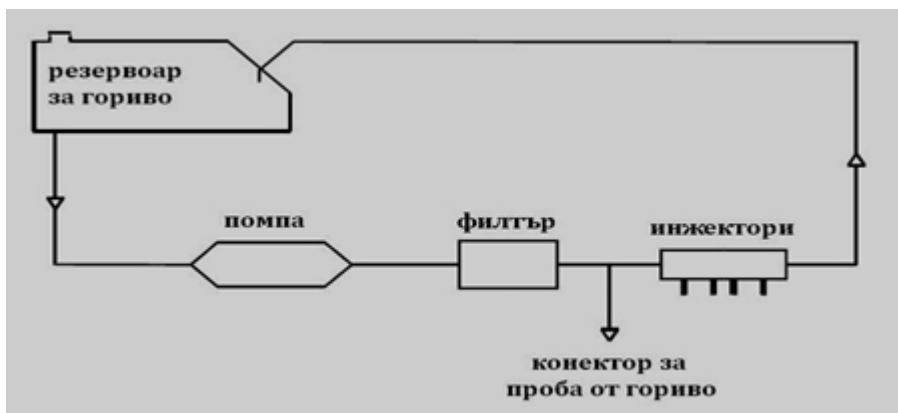 резервоар
за гориво
помпа
филтър
инжектори
конектор за
проба от гориво